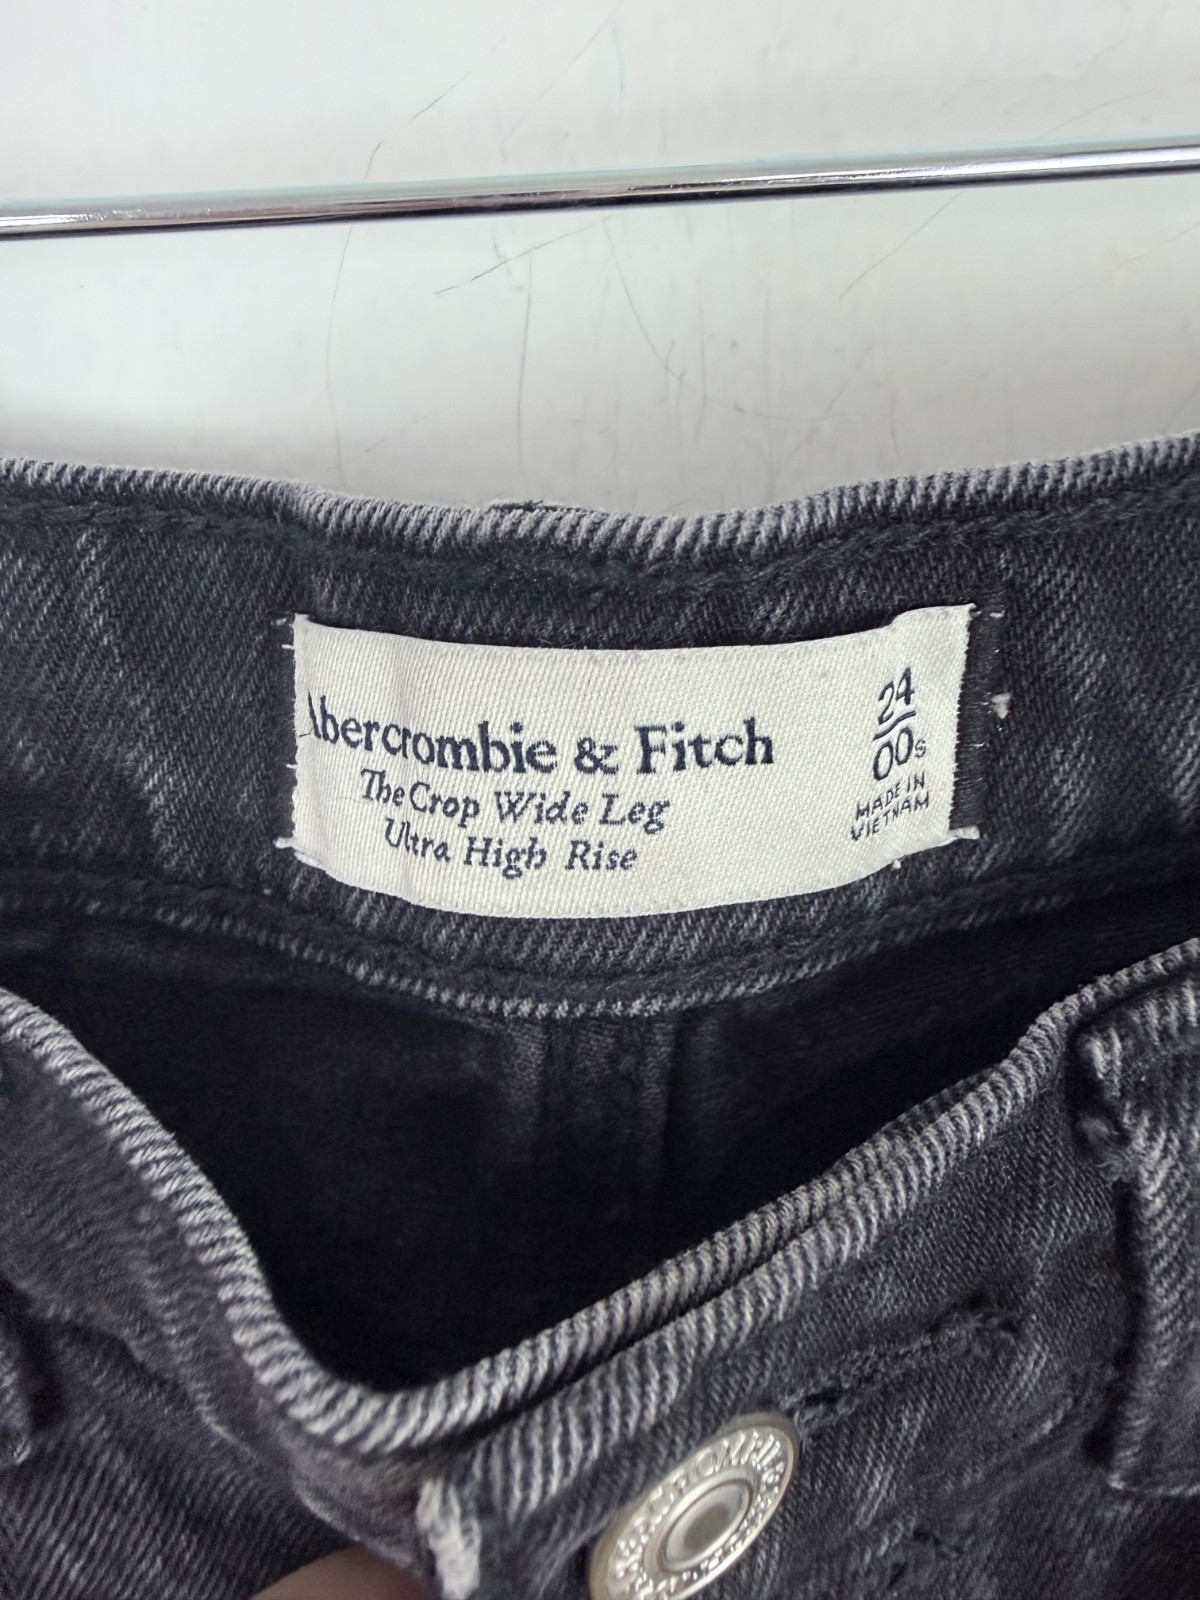 Abercrombie & Fitch
The Crop Wide Leg
Ultra High Rise
24
00s
MADE IN
VIETNAM